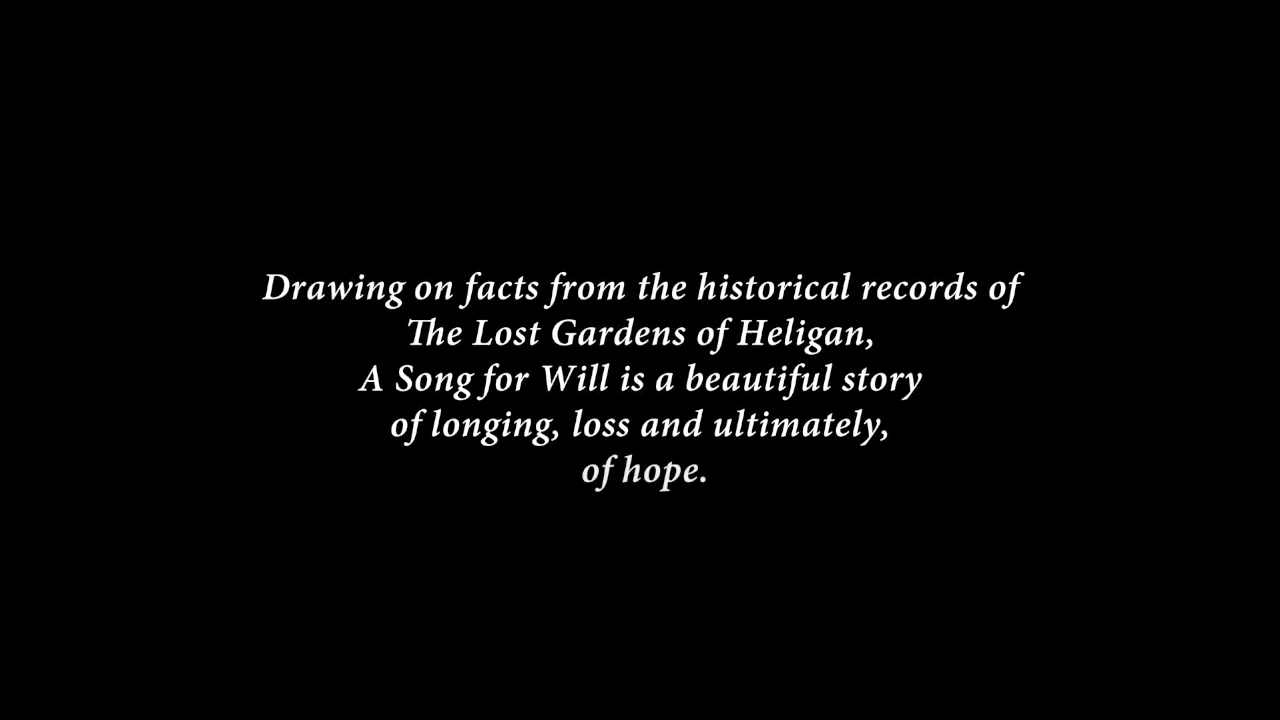 Drawing on facts from the historical records of
The Lost Gardens of Heligan,
A Song for Will is a beautiful story
of longing, loss and ultimately,
of hope.